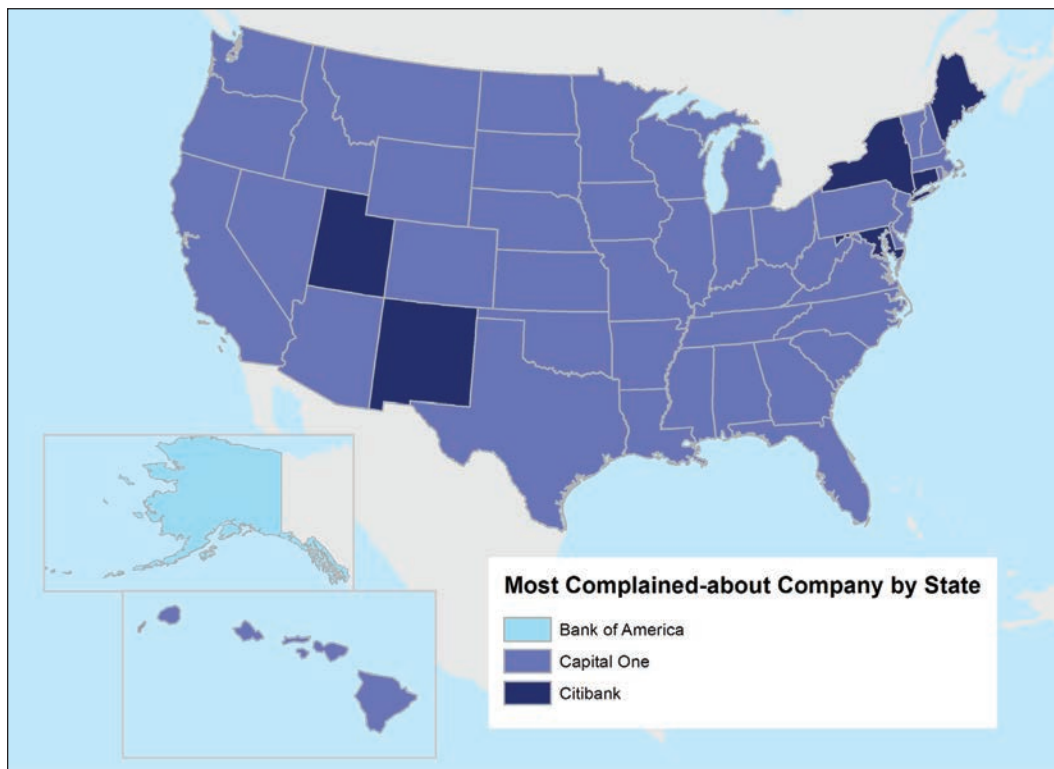 Most Complained-about Company by State
Bank of America
Capital One
Citibank